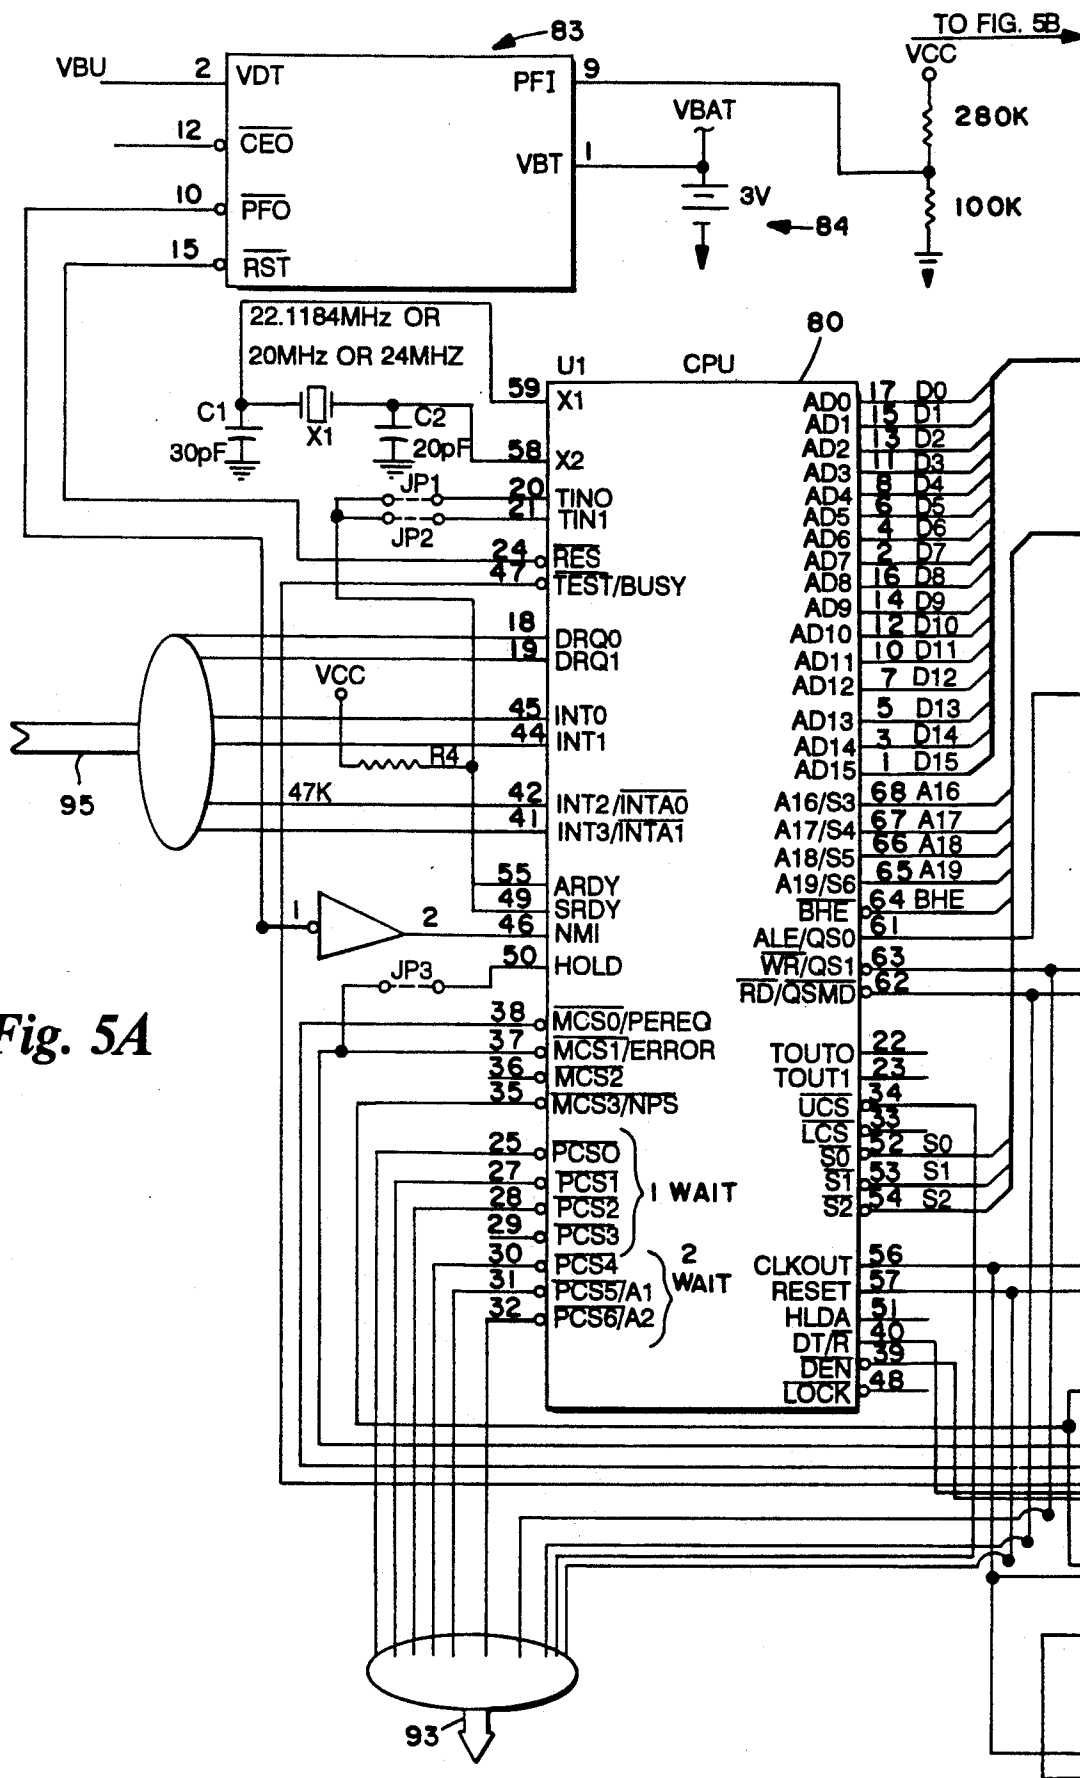 TO FIG. 5B
83
VBU 2 VDT PFI 9 VCC
280K
12 CEO VBAT
VBT 1
3V
10 PFO 100K
84
15 RST
22.1184MHz OR
20MHz OR 24MHZ
80
U1 CPU
59 X1 AD0 17 D0
C1 X1 C2 AD1 15 D1
30pF 20pF AD2 13 D2
58 X2 AD3 11 D3
JP1 20 TIN0 AD4 8 D4
JP2 21 TIN1 AD5 6 D5
AD6 4 D6
24 RES AD7 2 D7
47 TEST/BUSY AD8 16 D8
AD9 14 D9
18 DRQ0 AD10 12 D10
19 DRQ1 AD11 10 D11
VCC AD12 7 D12
45 INT0 AD13 5 D13
44 INT1 AD14 3 D14
R4 AD15 1 D15
95
47K 42 INT2/INTA0 A16/S3 68 A16
41 INT3/INTA1 A17/S4 67 A17
A18/S5 66 A18
55 ARDY A19/S6 65 A19
49 SRDY BHE 64 BHE
1 2 46 NMI ALE/QS0 61
JP3 50 HOLD WR/QS1 63
RD/QSMD 62
Fig. 5A
38 MCS0/PEREQ
37 MCS1/ERROR TOUT0 22
36 MCS2 TOUT1 23
35 MCS3/NPS UCS 34
LCS 33
25 PCS0 S0 52 S0
27 PCS1 1 WAIT S1 53 S1
28 PCS2 S2 54 S2
29 PCS3
30 PCS4 2 WAIT CLKOUT 56
31 PCS5/A1 RESET 57
32 PCS6/A2 HLDA 51
DT/R 40
DEN 39
LOCK 48
93